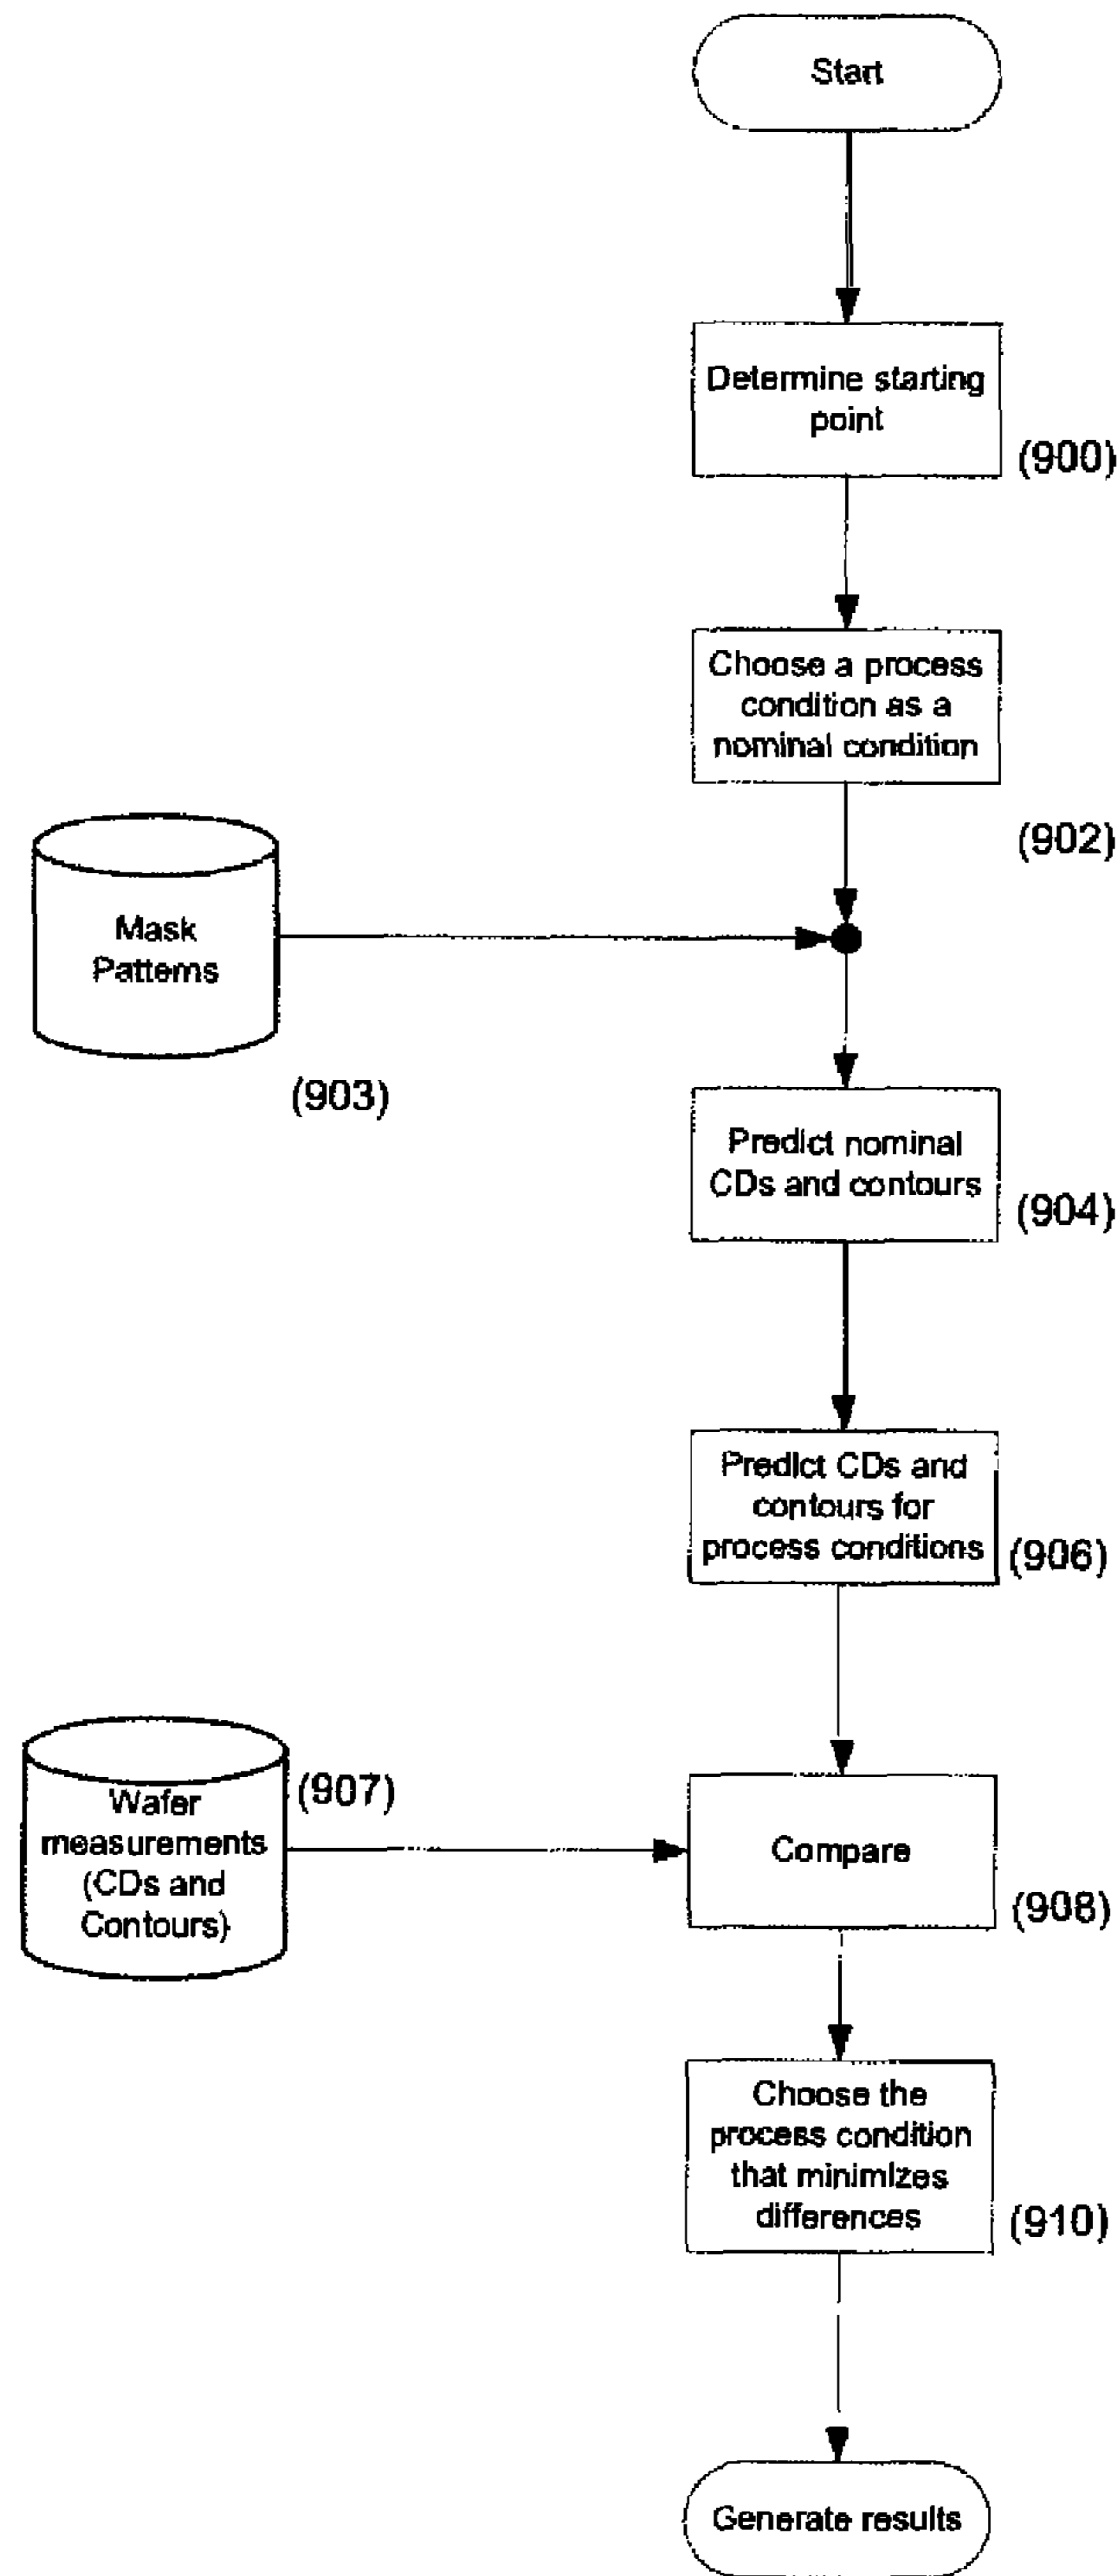 Start
Determine starting
point
(900)
Choose a process
condition as a
nominal condition
(902)
Mask
Patterns
(903)
Predict nominal
CDs and contours
(904)
Predict CDs and
contours for
process conditions
(906)
Wafer
measurements
(CDs and
Contours)
(907)
Compare
(908)
Choose the
process condition
that minimizes
differences
(910)
Generate results